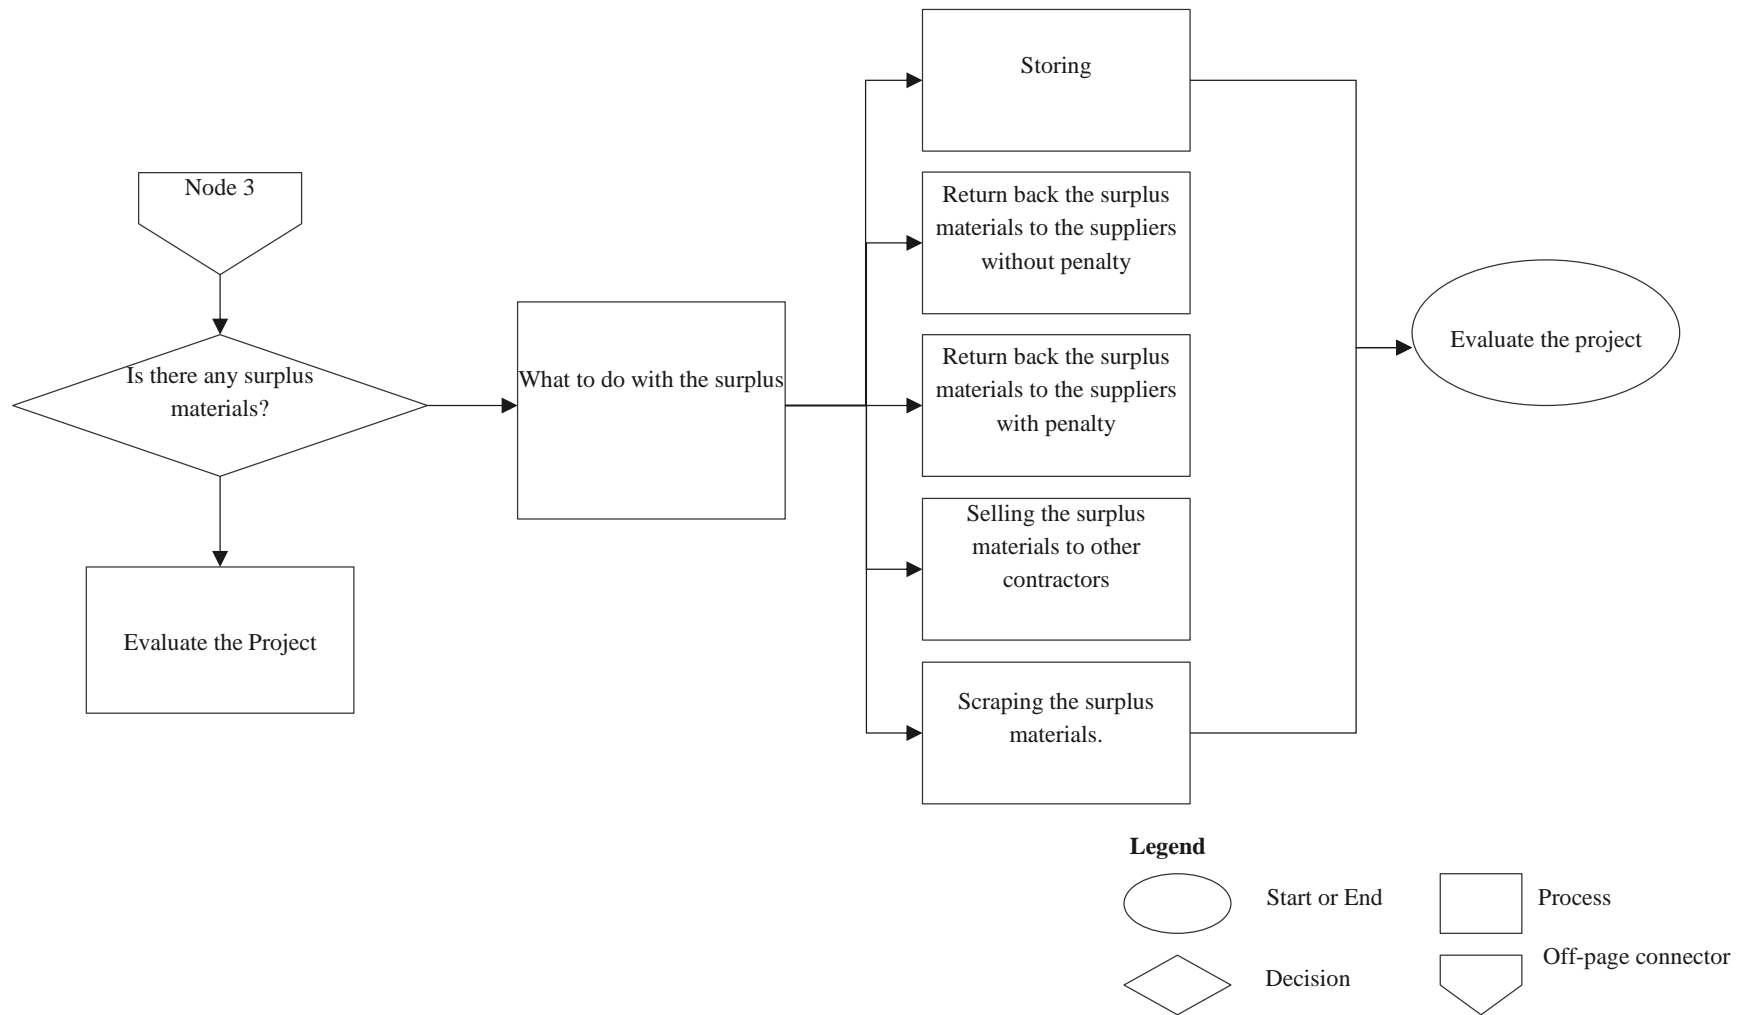 Node 3
Is there any surplus
materials?
Evaluate the Project
What to do with the surplus
Storing
Return back the surplus
materials to the suppliers
without penalty
Return back the surplus
materials to the suppliers
with penalty
Selling the surplus
materials to other
contractors
Scraping the surplus
materials.
Evaluate the project
Legend
Start or End
Process
Decision
Off-page connector